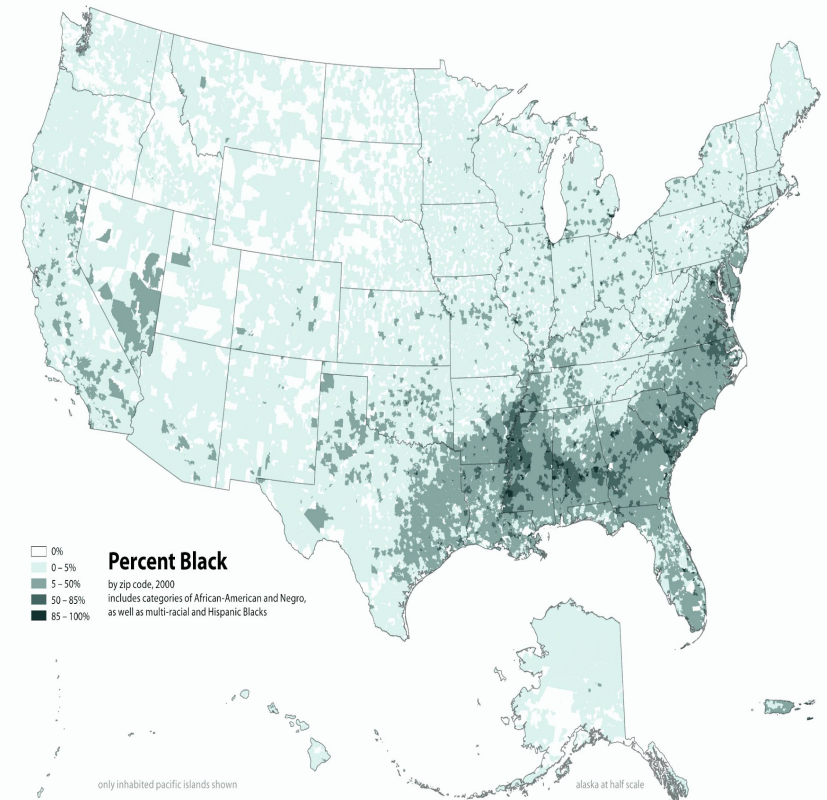 0%
0 – 5%
5 – 50%
50 – 85%
85 – 100%
Percent Black
by zip code, 2000
includes categories of African-American and Negro,
as well as multi-racial and Hispanic Blacks
only inhabited pacific islands shown
alaska at half scale